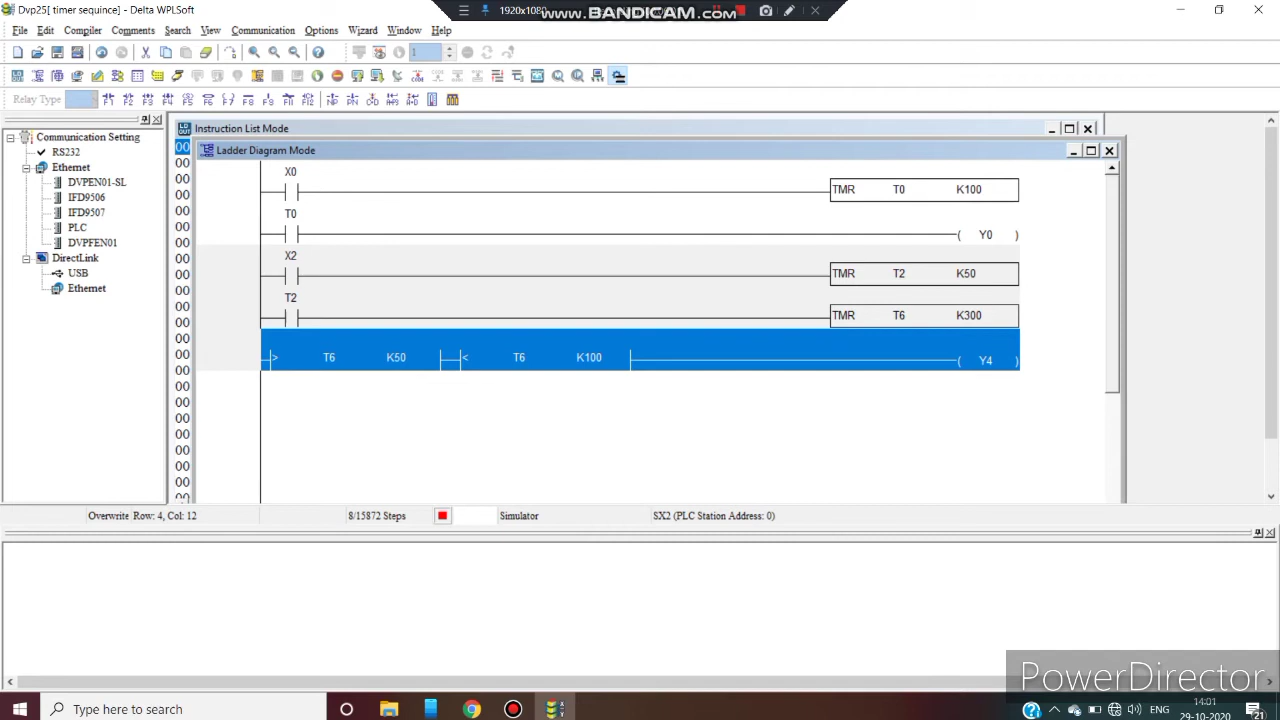 Dvp25[ timer sequince] - Delta WPLSoft
1920x1080
www.BANDICAM.com
File Edit Compiler Comments Search View Communication Options Wizard Window Help
1
Relay Type
Communication Setting
RS232
Ethernet
DVPEN01-SL
IFD9506
IFD9507
PLC
DVPFEN01
DirectLink
USB
Ethernet
Instruction List Mode
Ladder Diagram Mode
X0
TMR T0 K100
T0
( Y0 )
X2
TMR T2 K50
T2
TMR T6 K300
> T6 K50 < T6 K100 ( Y4 )
Overwrite Row: 4, Col: 12 8/15872 Steps Simulator SX2 (PLC Station Address: 0)
PowerDirector
Type here to search
ENG
14:01
29-10-2020